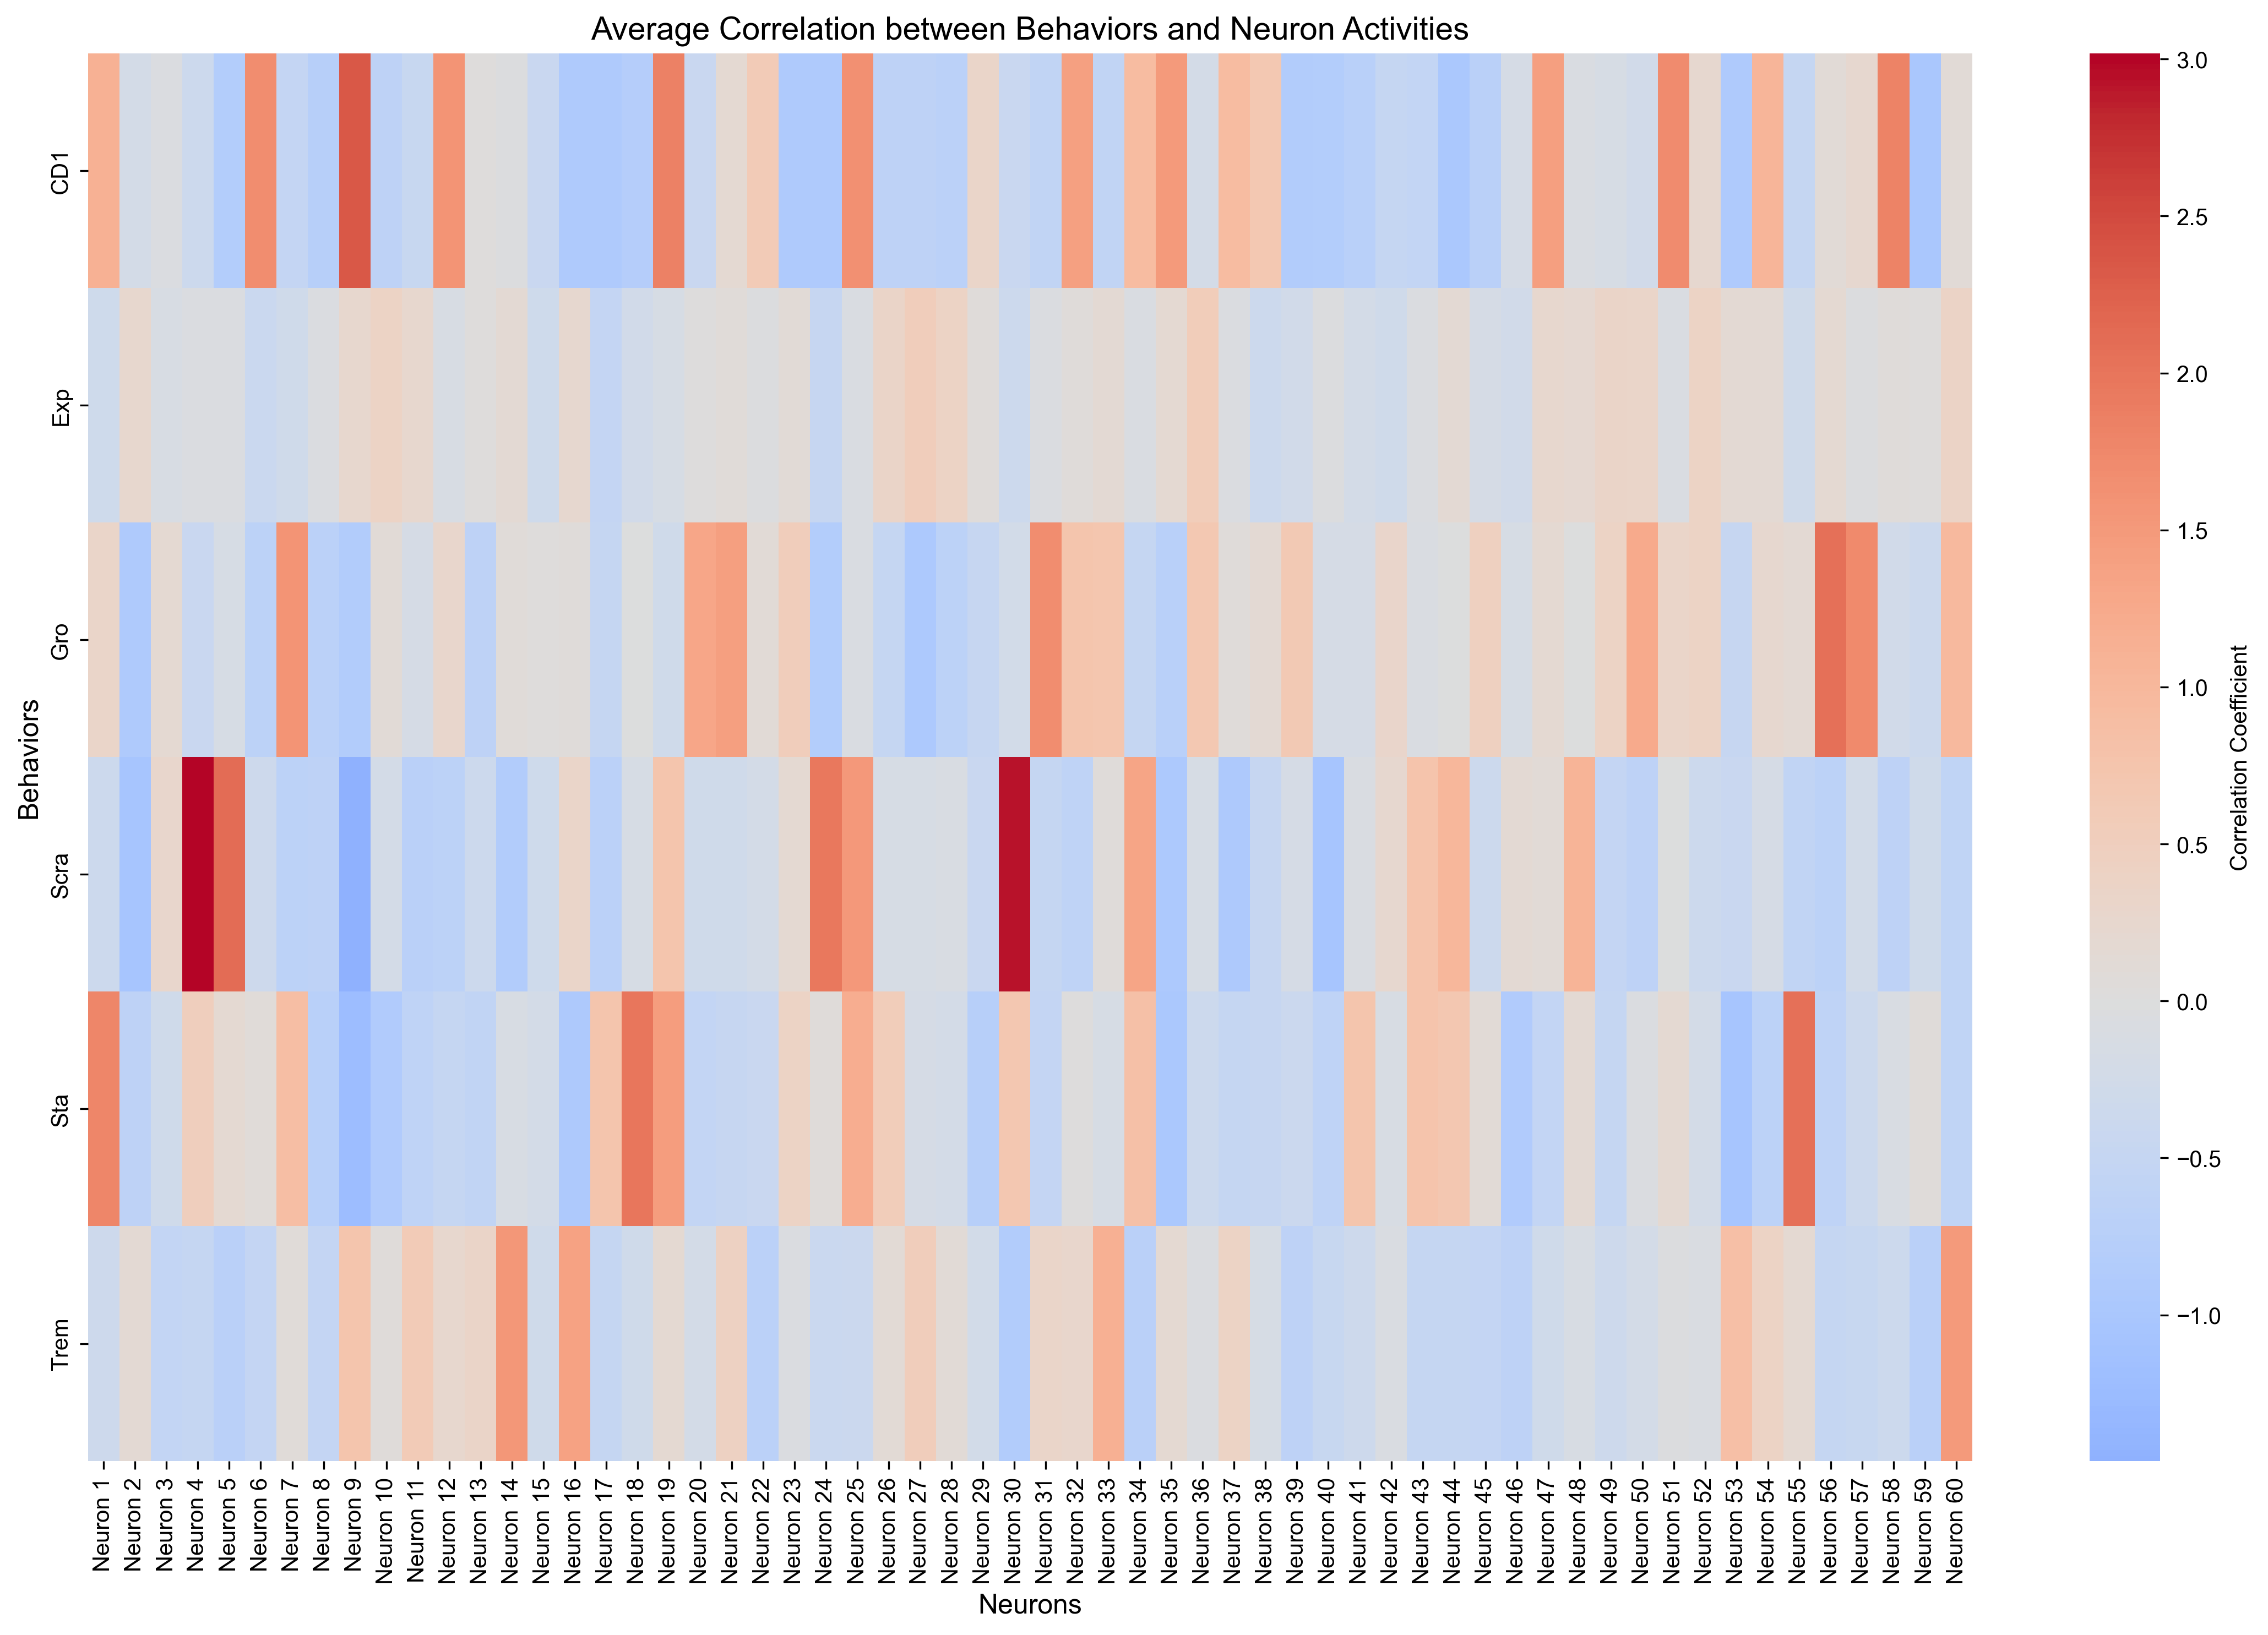 Average Correlation between Behaviors and Neuron Activities
Behaviors
CD1
Exp
Gro
Scra
Sta
Trem
Neuron 1
Neuron 2
Neuron 3
Neuron 4
Neuron 5
Neuron 6
Neuron 7
Neuron 8
Neuron 9
Neuron 10
Neuron 11
Neuron 12
Neuron 13
Neuron 14
Neuron 15
Neuron 16
Neuron 17
Neuron 18
Neuron 19
Neuron 20
Neuron 21
Neuron 22
Neuron 23
Neuron 24
Neuron 25
Neuron 26
Neuron 27
Neuron 28
Neuron 29
Neuron 30
Neuron 31
Neuron 32
Neuron 33
Neuron 34
Neuron 35
Neuron 36
Neuron 37
Neuron 38
Neuron 39
Neuron 40
Neuron 41
Neuron 42
Neuron 43
Neuron 44
Neuron 45
Neuron 46
Neuron 47
Neuron 48
Neuron 49
Neuron 50
Neuron 51
Neuron 52
Neuron 53
Neuron 54
Neuron 55
Neuron 56
Neuron 57
Neuron 58
Neuron 59
Neuron 60
Neurons
3.0
2.5
2.0
1.5
1.0
0.5
0.0
−0.5
−1.0
Correlation Coefficient